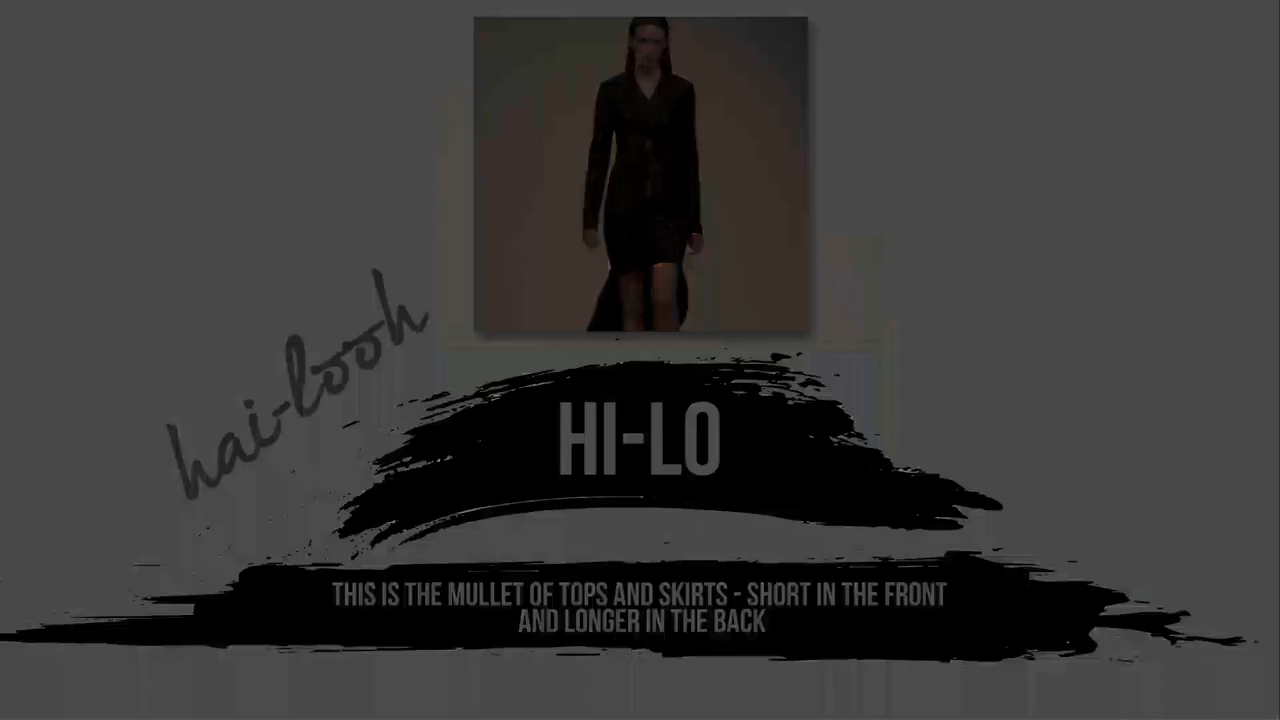 hai-looh
HI-LO
THIS IS THE MULLET OF TOPS AND SKIRTS - SHORT IN THE FRONT
AND LONGER IN THE BACK